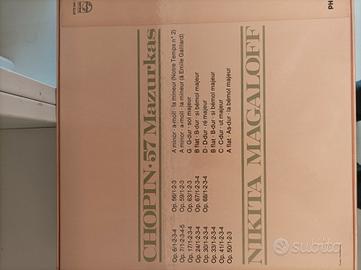 CHOPIN · 57 Mazurkas
Op. 6/1-2-3-4 Op. 56/1-2-3 A minor · a-moll · la mineur (Notre Temps n° 2)
Op. 7/1-2-3-4-5 Op. 59/1-2-3 A minor · a-moll · la mineur (à Emile Gaillard)
Op. 17/1-2-3-4 Op. 63/1-2-3 G · G-dur · sol majeur
Op. 24/1-2-3-4 Op. 67/1-2-3-4 B flat · B-dur · si bémol majeur
Op. 30/1-2-3-4 Op. 68/1-2-3-4 D · D-dur · ré majeur
Op. 33/1-2-3-4 B flat · B-dur · si bémol majeur
Op. 41/1-2-3-4 C · C-dur · ut majeur
Op. 50/1-2-3 A flat · As-dur · la bémol majeur
NIKITA MAGALOFF
PHILIPS
PH
subito